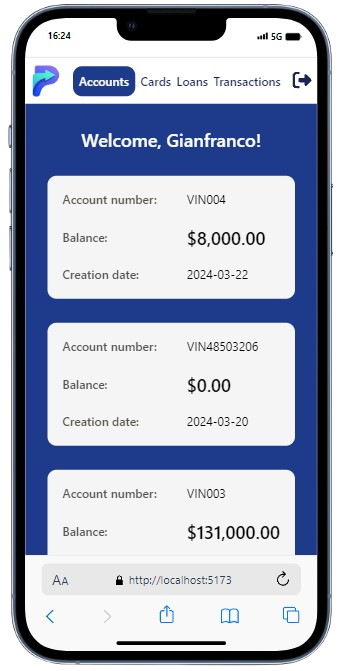 16:24 5G
Accounts Cards Loans Transactions
Welcome, Gianfranco!
Account number: VIN004
Balance: $8,000.00
Creation date: 2024-03-22
Account number: VIN48503206
Balance: $0.00
Creation date: 2024-03-20
Account number: VIN003
Balance: $131,000.00
AA http://localhost:5173